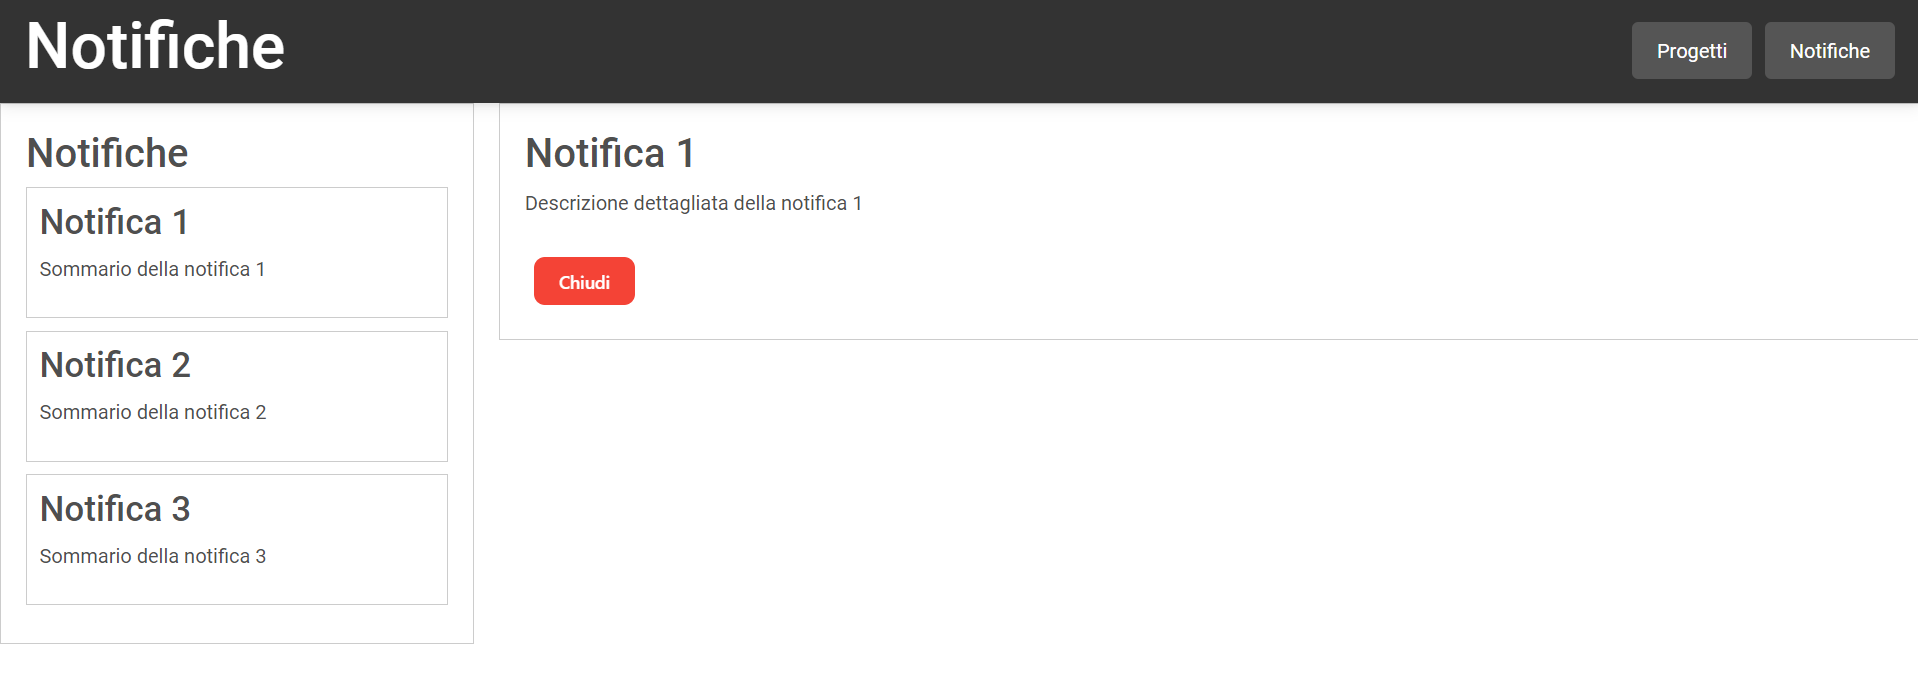 Notifiche
Progetti
Notifiche
Notifiche
Notifica 1
Sommario della notifica 1
Notifica 2
Sommario della notifica 2
Notifica 3
Sommario della notifica 3
Notifica 1
Descrizione dettagliata della notifica 1
Chiudi